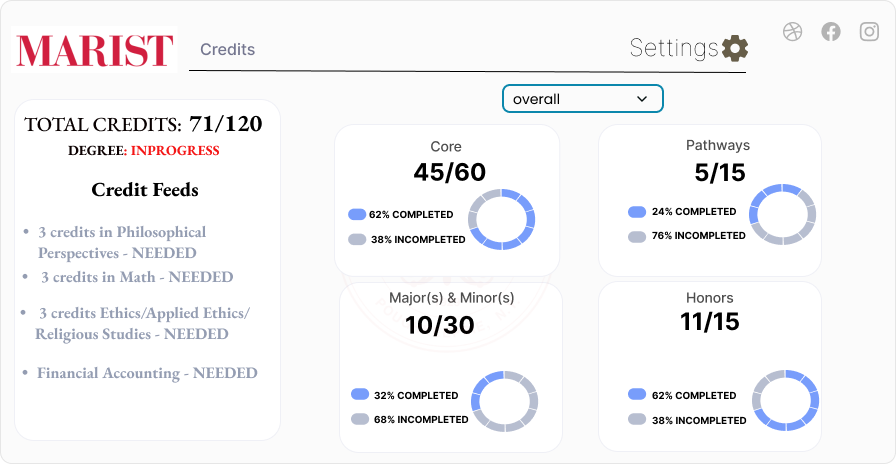 MARIST
Credits
Settings
overall
TOTAL CREDITS: 71/120
DEGREE: INPROGRESS
Credit Feeds
• 3 credits in Philosophical
Perspectives - NEEDED
• 3 credits in Math - NEEDED
• 3 credits Ethics/Applied Ethics/
Religious Studies - NEEDED
• Financial Accounting - NEEDED
Core
45/60
62% COMPLETED
38% INCOMPLETED
Pathways
5/15
24% COMPLETED
76% INCOMPLETED
Major(s) & Minor(s)
10/30
32% COMPLETED
68% INCOMPLETED
Honors
11/15
62% COMPLETED
38% INCOMPLETED